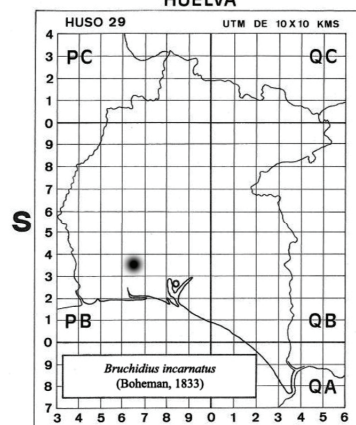 HUELVA
HUSO 29 UTM DE 10 X 10 KMS
PC QC
4
3
2
1
0
9
8
7
6
5
4
3
2
1
0
9
8
7
S
PB QB
QA
Bruchidius incarnatus
(Boheman, 1833)
3 4 5 6 7 8 9 0 1 2 3 4 5 6